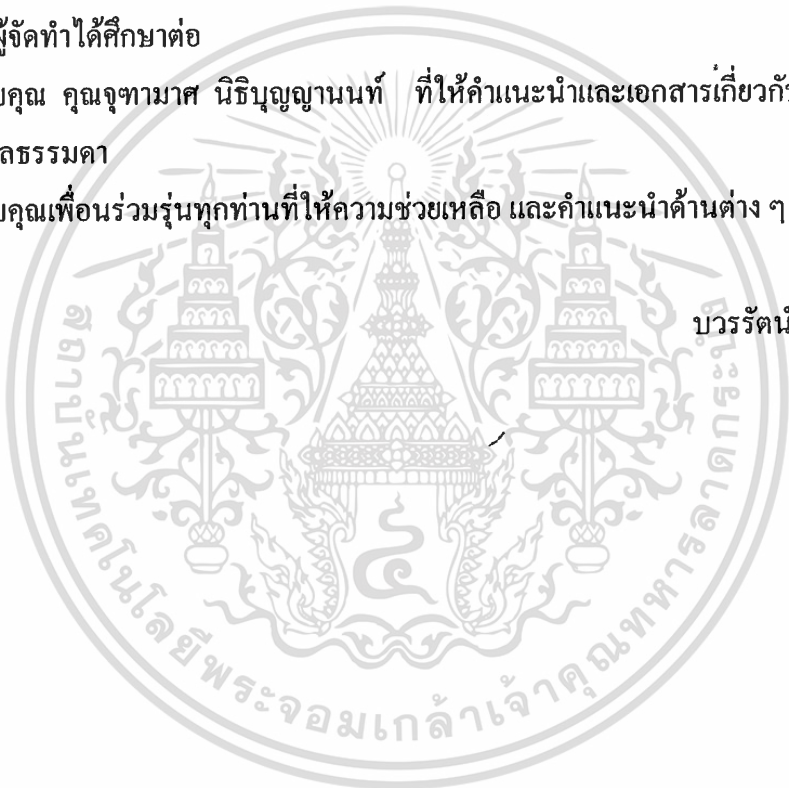 ผู้จัดทำได้ศึกษาต่อ
บคุณ คุณจุฑามาศ นิธิบุญญานนท์ ที่ให้คำแนะนำและเอกสารเกี่ยวกับ
ลธรรมดา
บคุณเพื่อนร่วมรุ่นทุกท่านที่ให้ความช่วยเหลือ และคำแนะนำด้านต่าง ๆ
บวรรัตน์
สถาบันเทคโนโลยีพระจอมเกล้าเจ้าคุณทหารลาดกระบัง